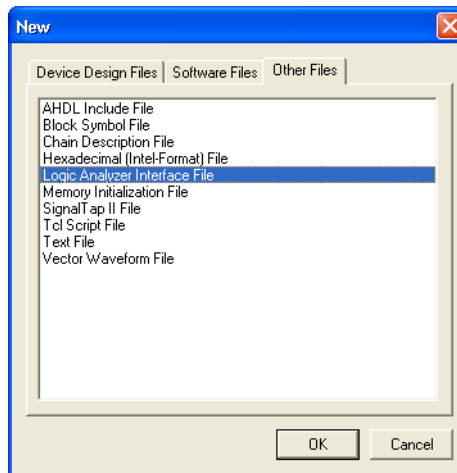 New
Device Design Files Software Files Other Files
AHDL Include File
Block Symbol File
Chain Description File
Hexadecimal (Intel-Format) File
Logic Analyzer Interface File
Memory Initialization File
SignalTap II File
Tcl Script File
Text File
Vector Waveform File
OK Cancel